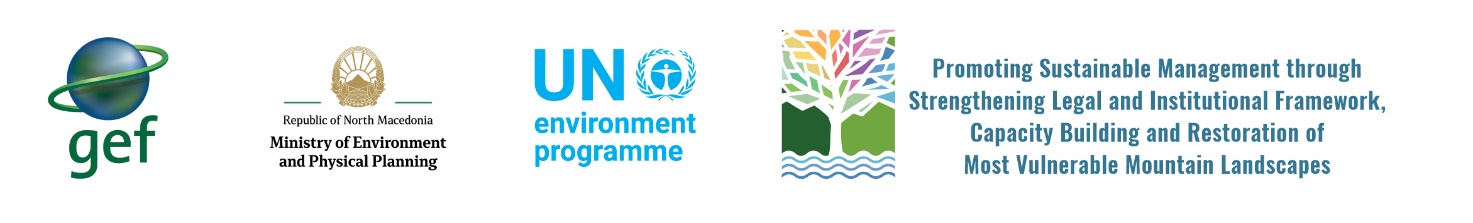 gef
Republic of North Macedonia
Ministry of Environment
and Physical Planning
UN
environment
programme
Promoting Sustainable Management through
Strengthening Legal and Institutional Framework,
Capacity Building and Restoration of
Most Vulnerable Mountain Landscapes